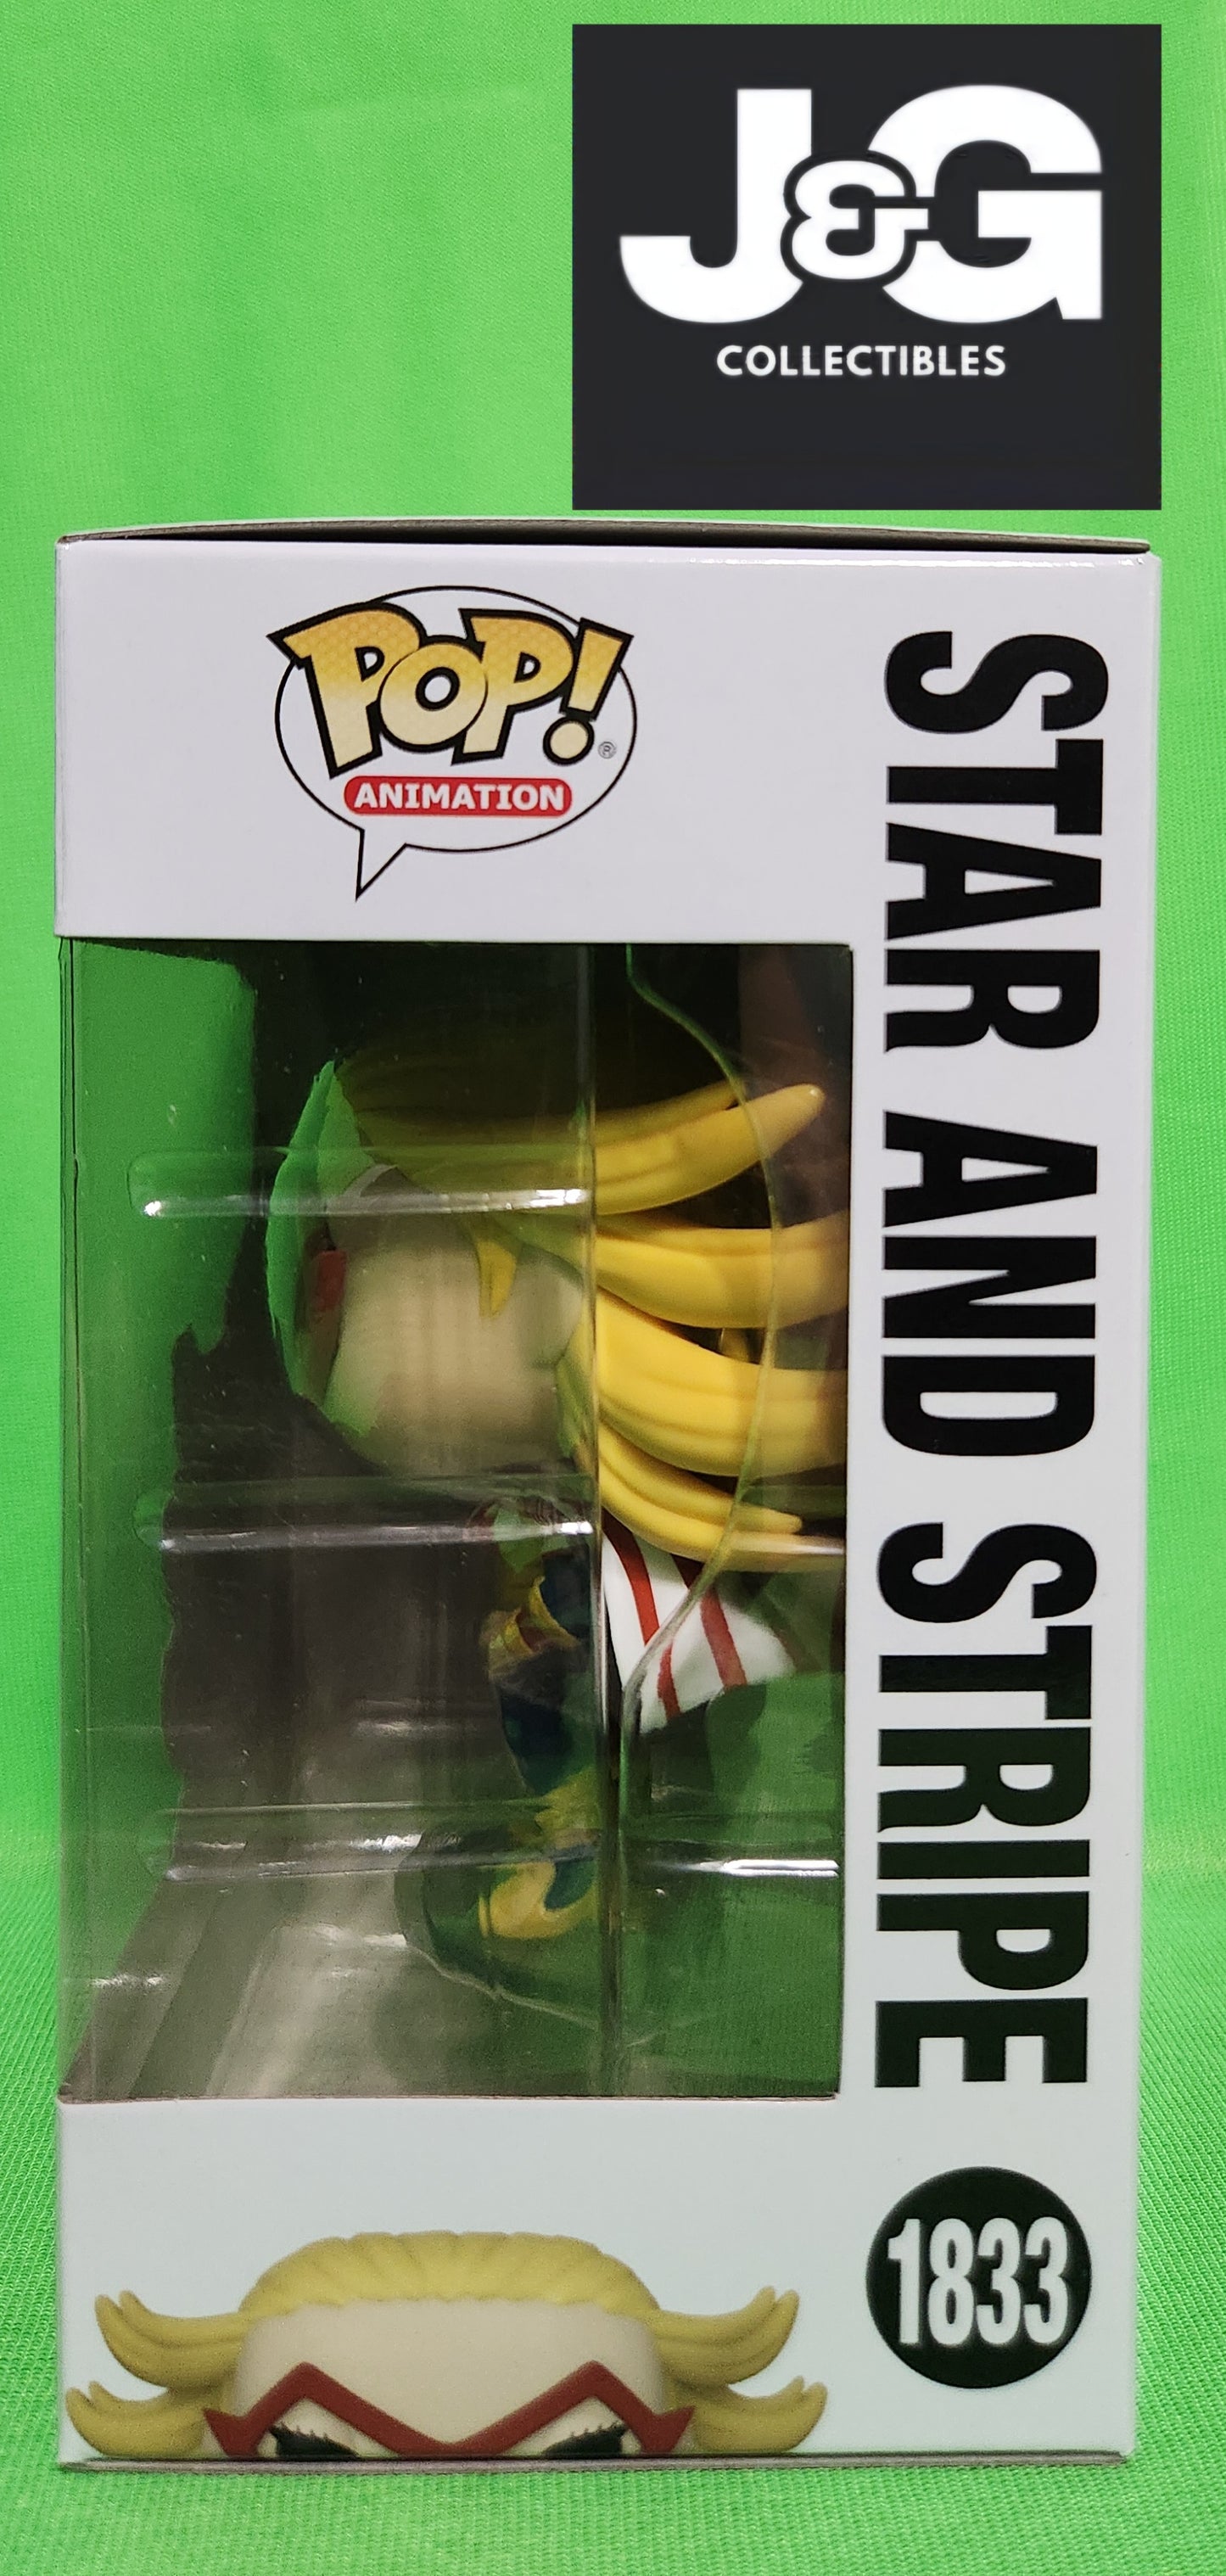 J&G
COLLECTIBLES
POP!®
ANIMATION
STAR AND STRIPE
1833